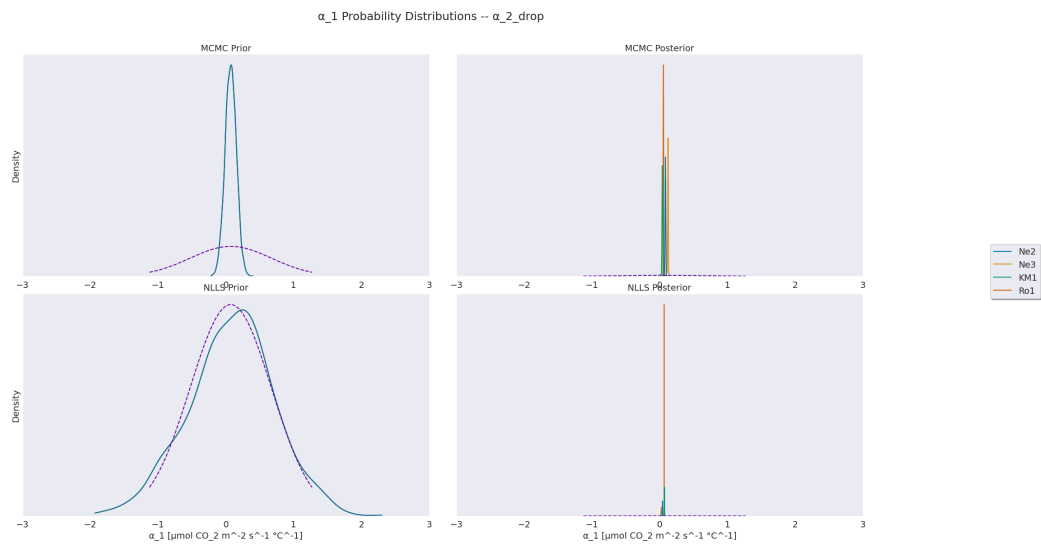 α_1 Probability Distributions -- α_2_drop
MCMC Prior
MCMC Posterior
Density
−3 −2 −1 0 1 2 3
−3 −2 −1 0 1 2 3
NLLS Prior
NLLS Posterior
Density
−3 −2 −1 0 1 2 3
−3 −2 −1 0 1 2 3
α_1 [µmol CO_2 m^-2 s^-1 °C^-1]
α_1 [µmol CO_2 m^-2 s^-1 °C^-1]
Ne2
Ne3
KM1
Ro1